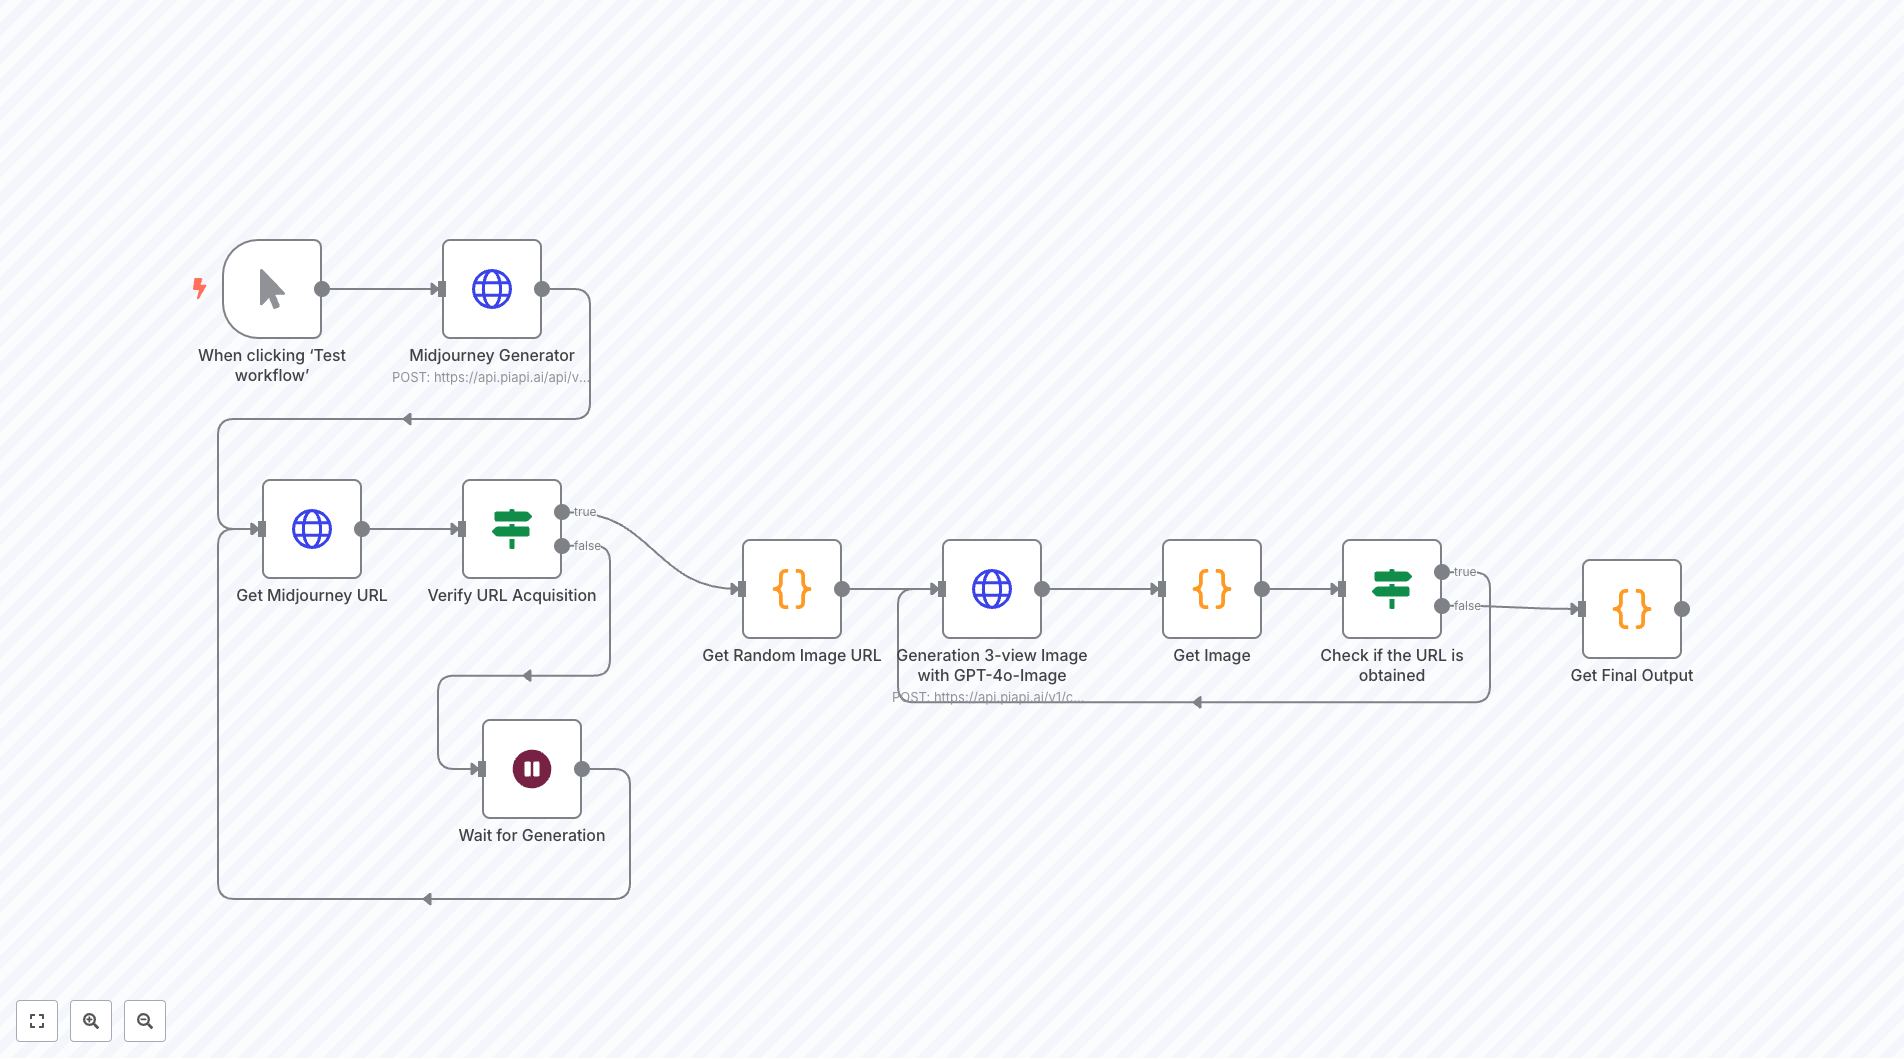 When clicking ‘Test
workflow’
Midjourney Generator
POST: https://api.piapi.ai/api/v...
Get Midjourney URL
Verify URL Acquisition
true
false
Wait for Generation
Get Random Image URL
Generation 3-view Image
with GPT-4o-Image
POST: https://api.piapi.ai/v1/c...
Get Image
Check if the URL is
obtained
true
false
Get Final Output